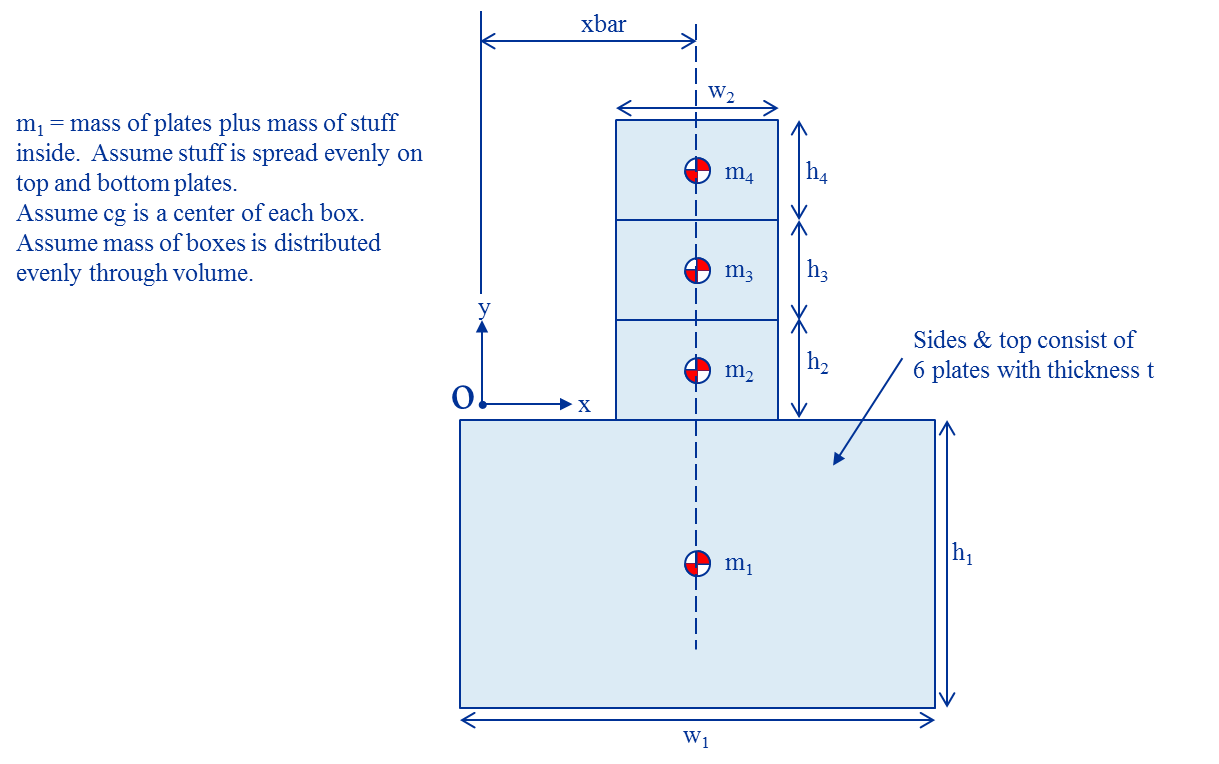 xbar
w₂
m₁ = mass of plates plus mass of stuff
inside. Assume stuff is spread evenly on
top and bottom plates.
Assume cg is a center of each box.
Assume mass of boxes is distributed
evenly through volume.
m₄
h₄
m₃
h₃
y
m₂
h₂
Sides & top consist of
6 plates with thickness t
O
x
m₁
h₁
w₁